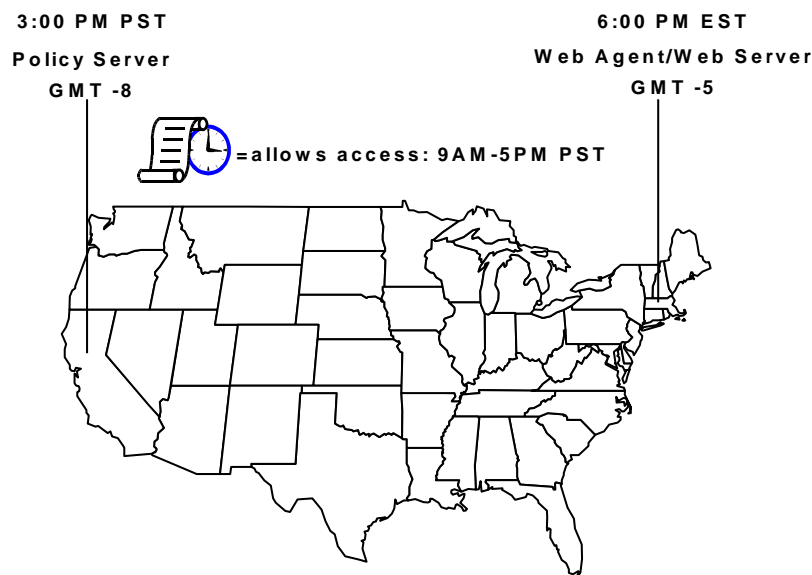 3:00 PM PST
Policy Server
GMT -8
6:00 PM EST
Web Agent/Web Server
GMT -5
=allows access: 9AM-5PM PST